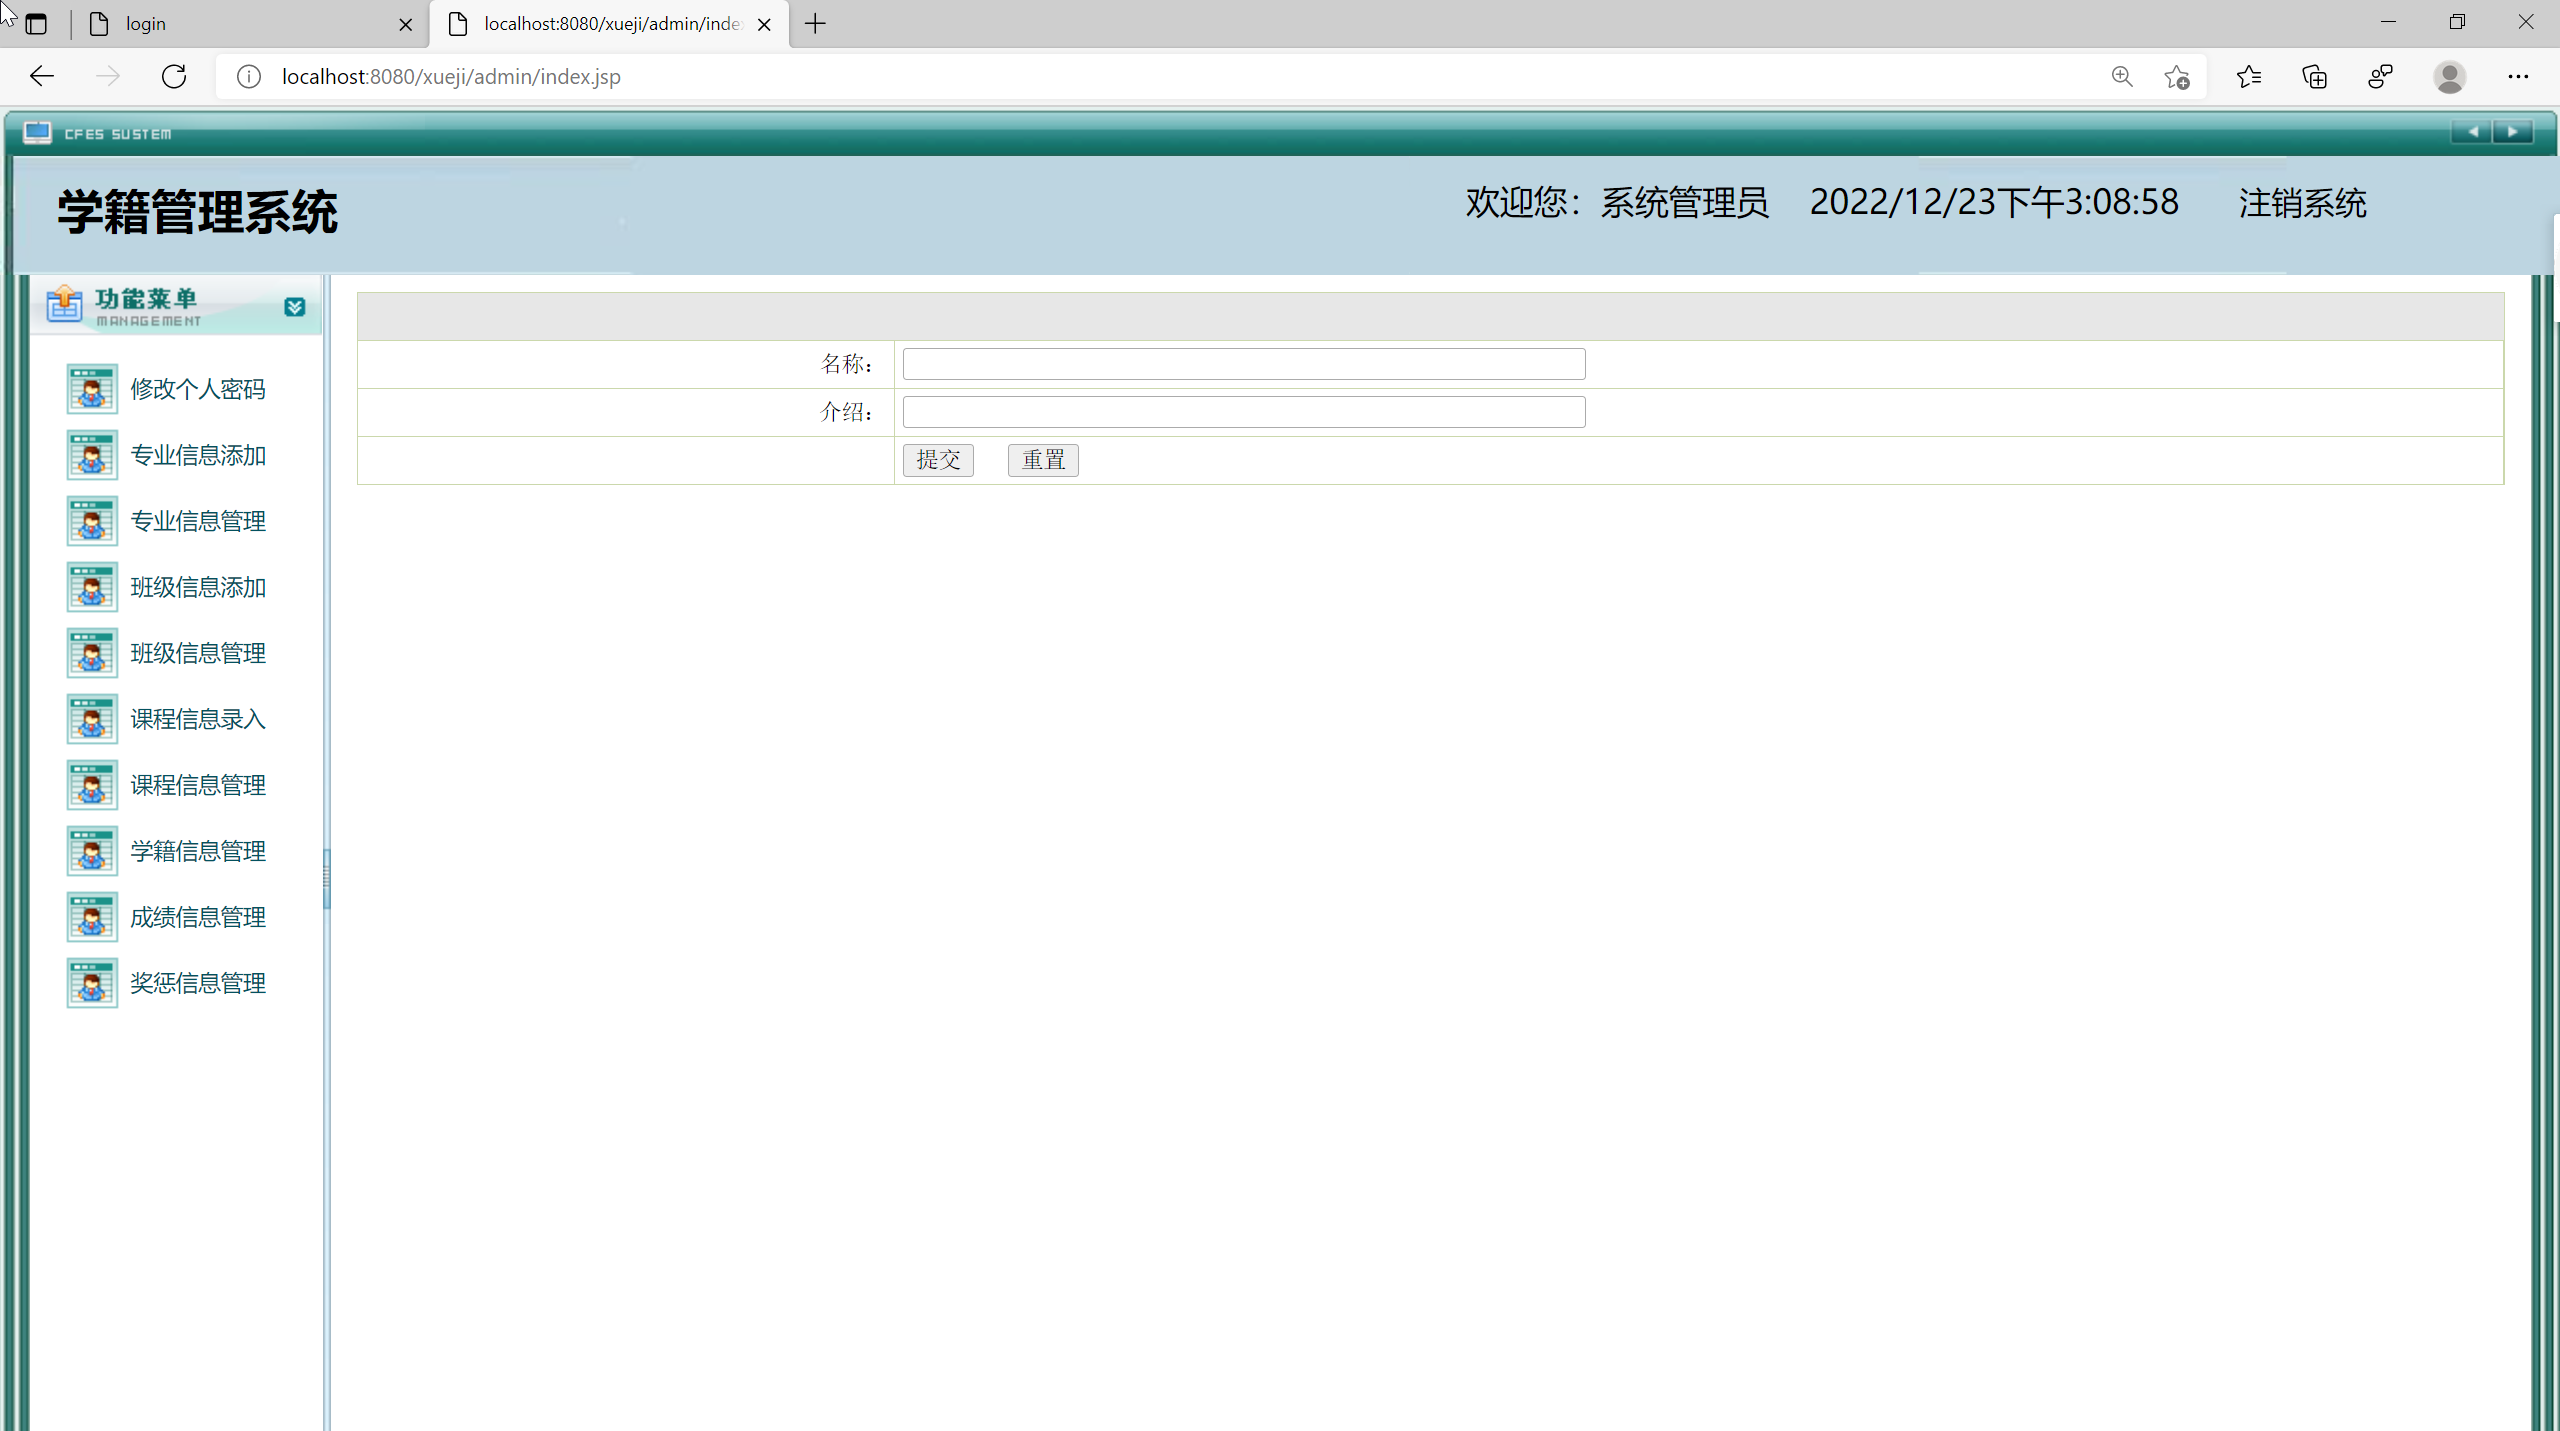 login
localhost:8080/xueji/admin/inde
localhost:8080/xueji/admin/index.jsp
CFES SUSTEM
学籍管理系统
欢迎您：系统管理员 2022/12/23下午3:08:58 注销系统
功能菜单
MANAGEMENT
修改个人密码
专业信息添加
专业信息管理
班级信息添加
班级信息管理
课程信息录入
课程信息管理
学籍信息管理
成绩信息管理
奖惩信息管理
名称：
介绍：
提交 重置